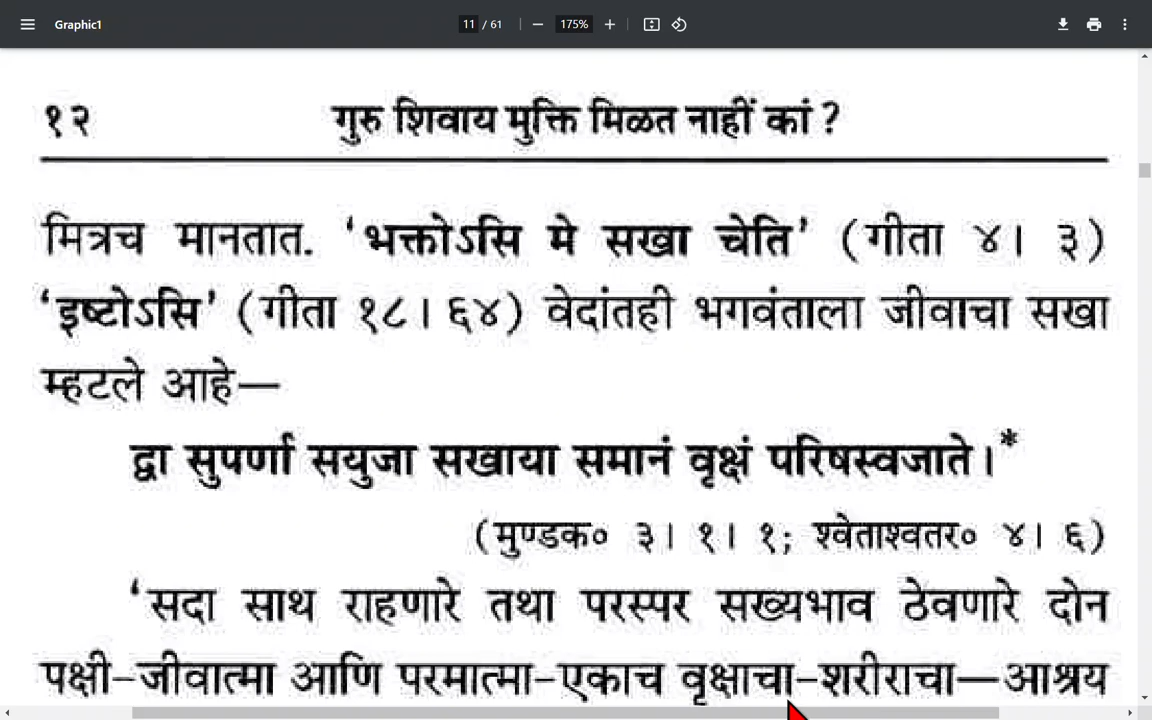 Graphic1
11 / 61
175%
१२ गुरु शिवाय मुक्ति मिळत नाहीं कां ?
मित्रच मानतात. ‘भक्तोऽसि मे सखा चेति’ (गीता ४। ३)
‘इष्टोऽसि’ (गीता १८। ६४) वेदांतही भगवंताला जीवाचा सखा
म्हटले आहे—
द्वा सुपर्णा सयुजा सखाया समानं वृक्षं परिषस्वजाते।*
(मुण्डक० ३। १। १; श्वेताश्वतर० ४। ६)
‘सदा साथ राहणारे तथा परस्पर सख्यभाव ठेवणारे दोन
पक्षी–जीवात्मा आणि परमात्मा–एकाच वृक्षाचा–शरीराचा—आश्रय